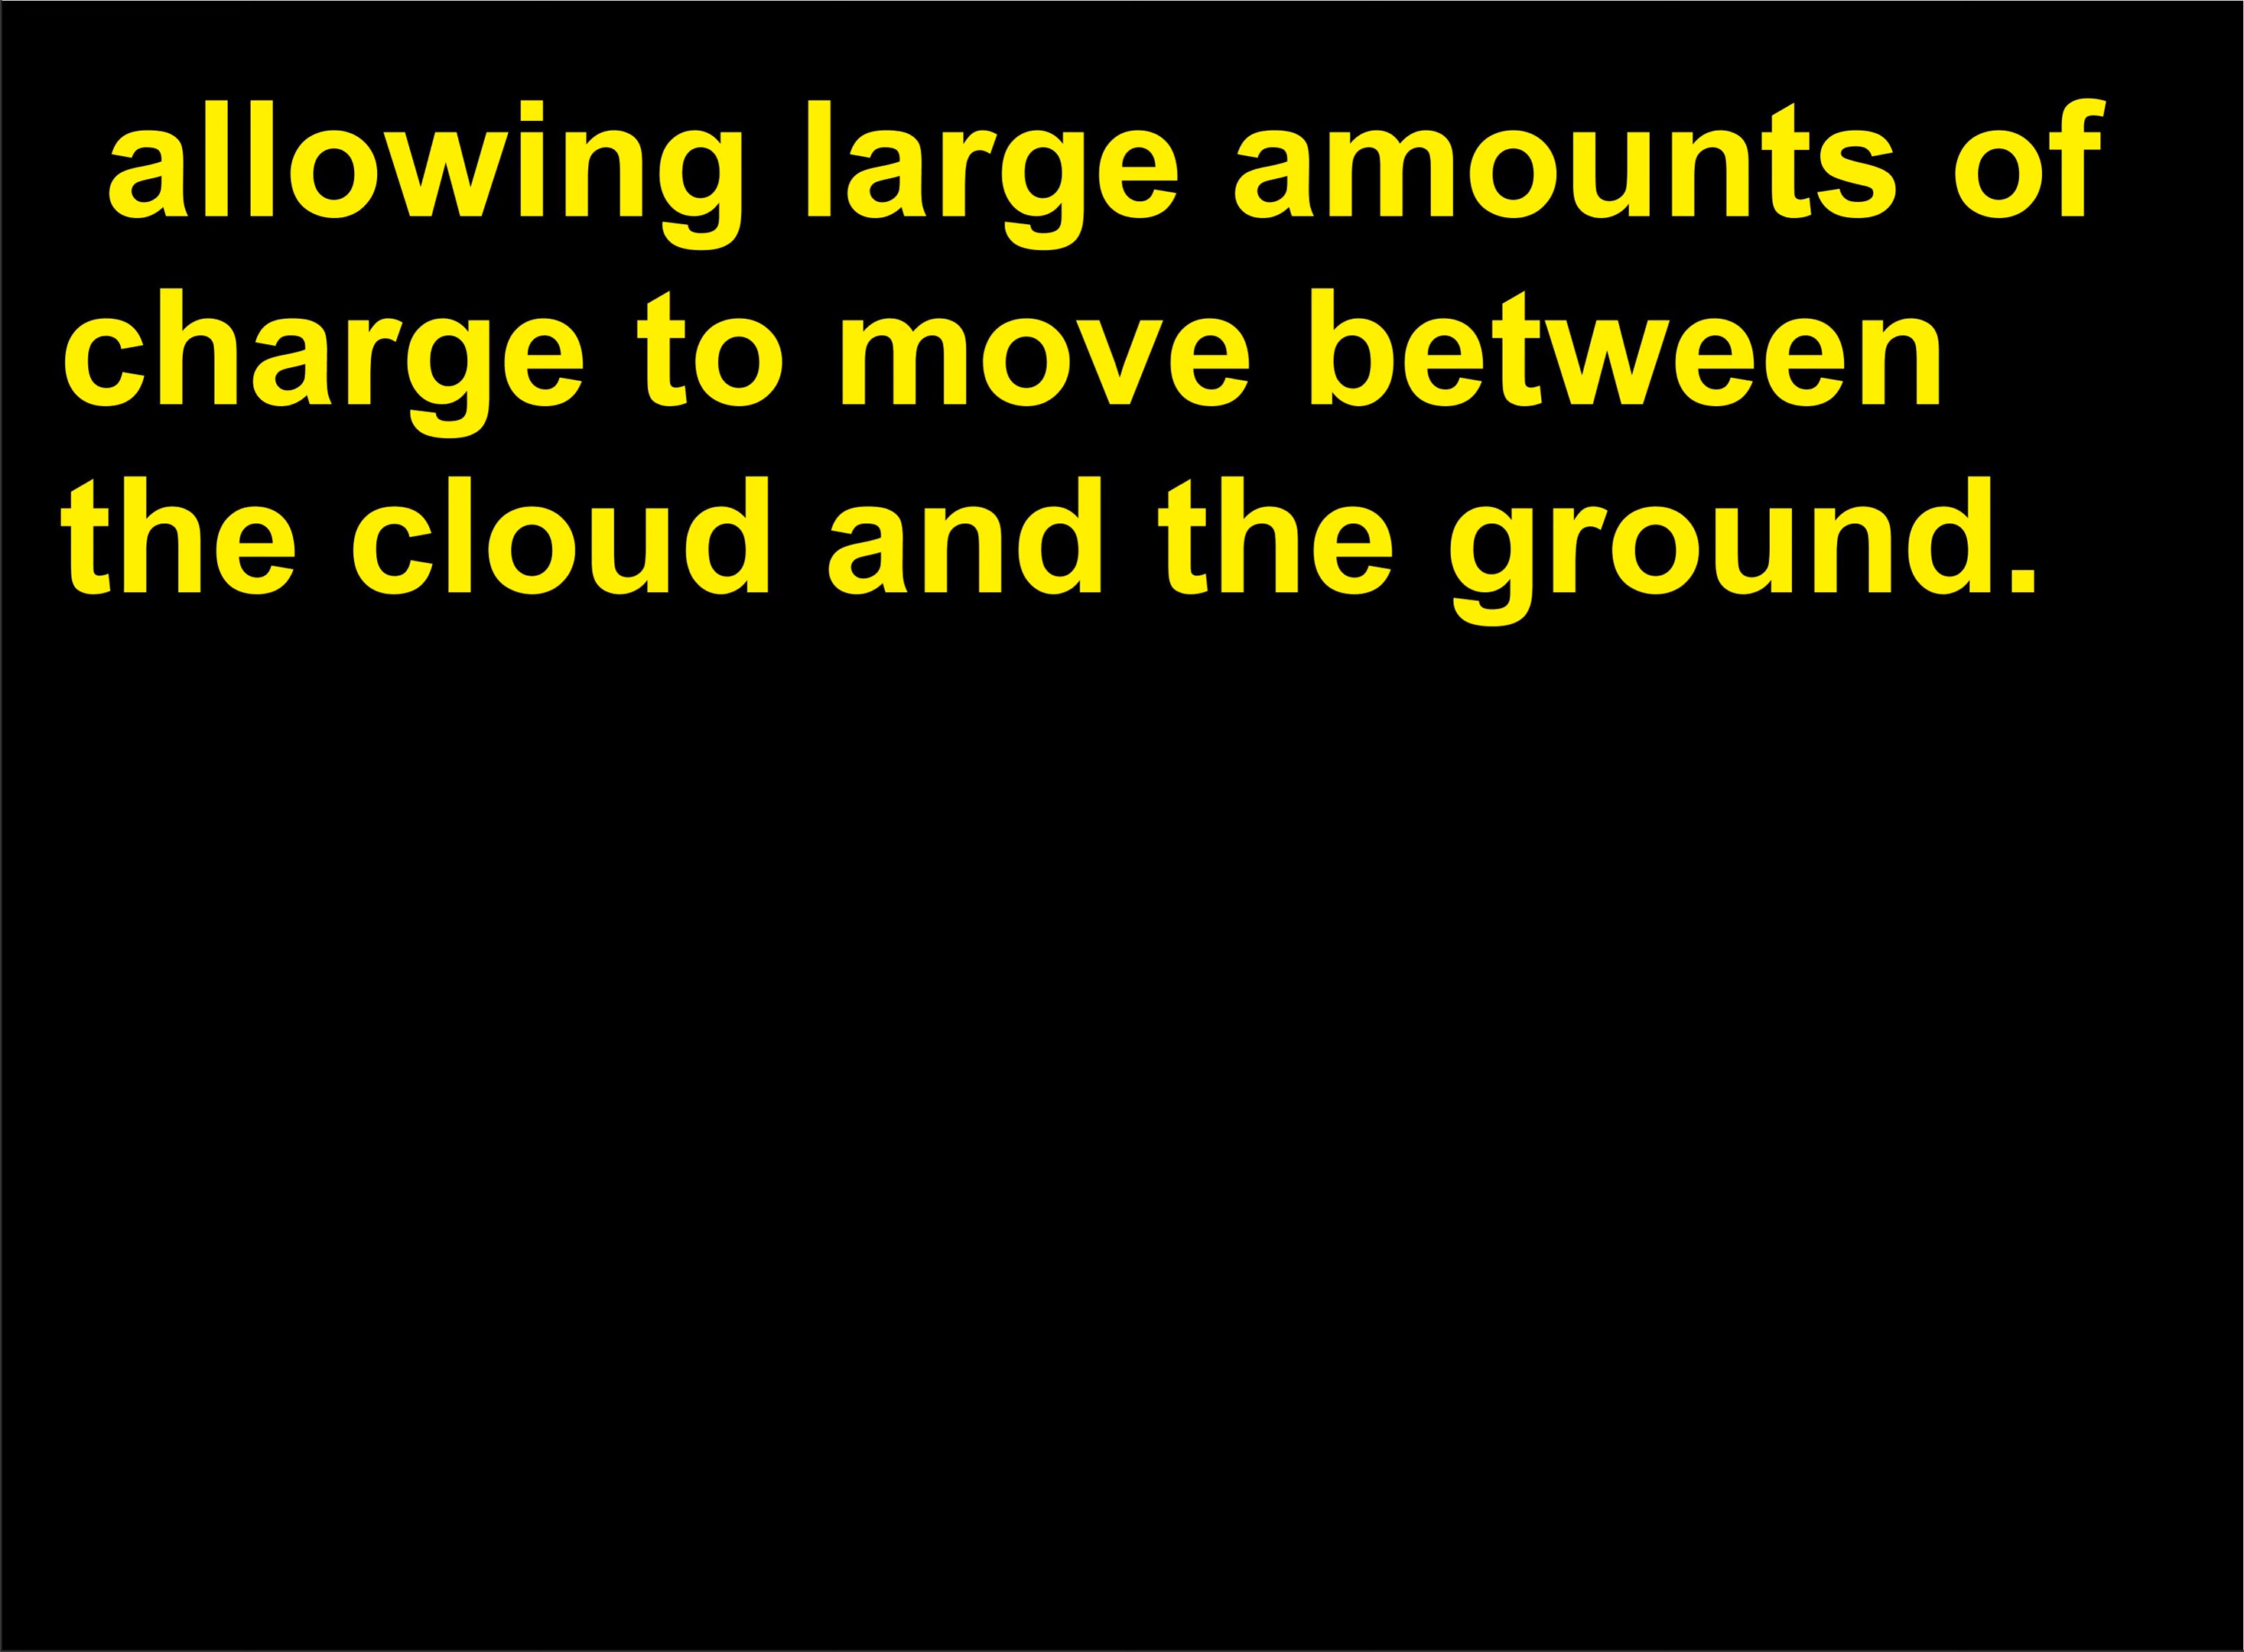 allowing large amounts of
charge to move between
the cloud and the ground.